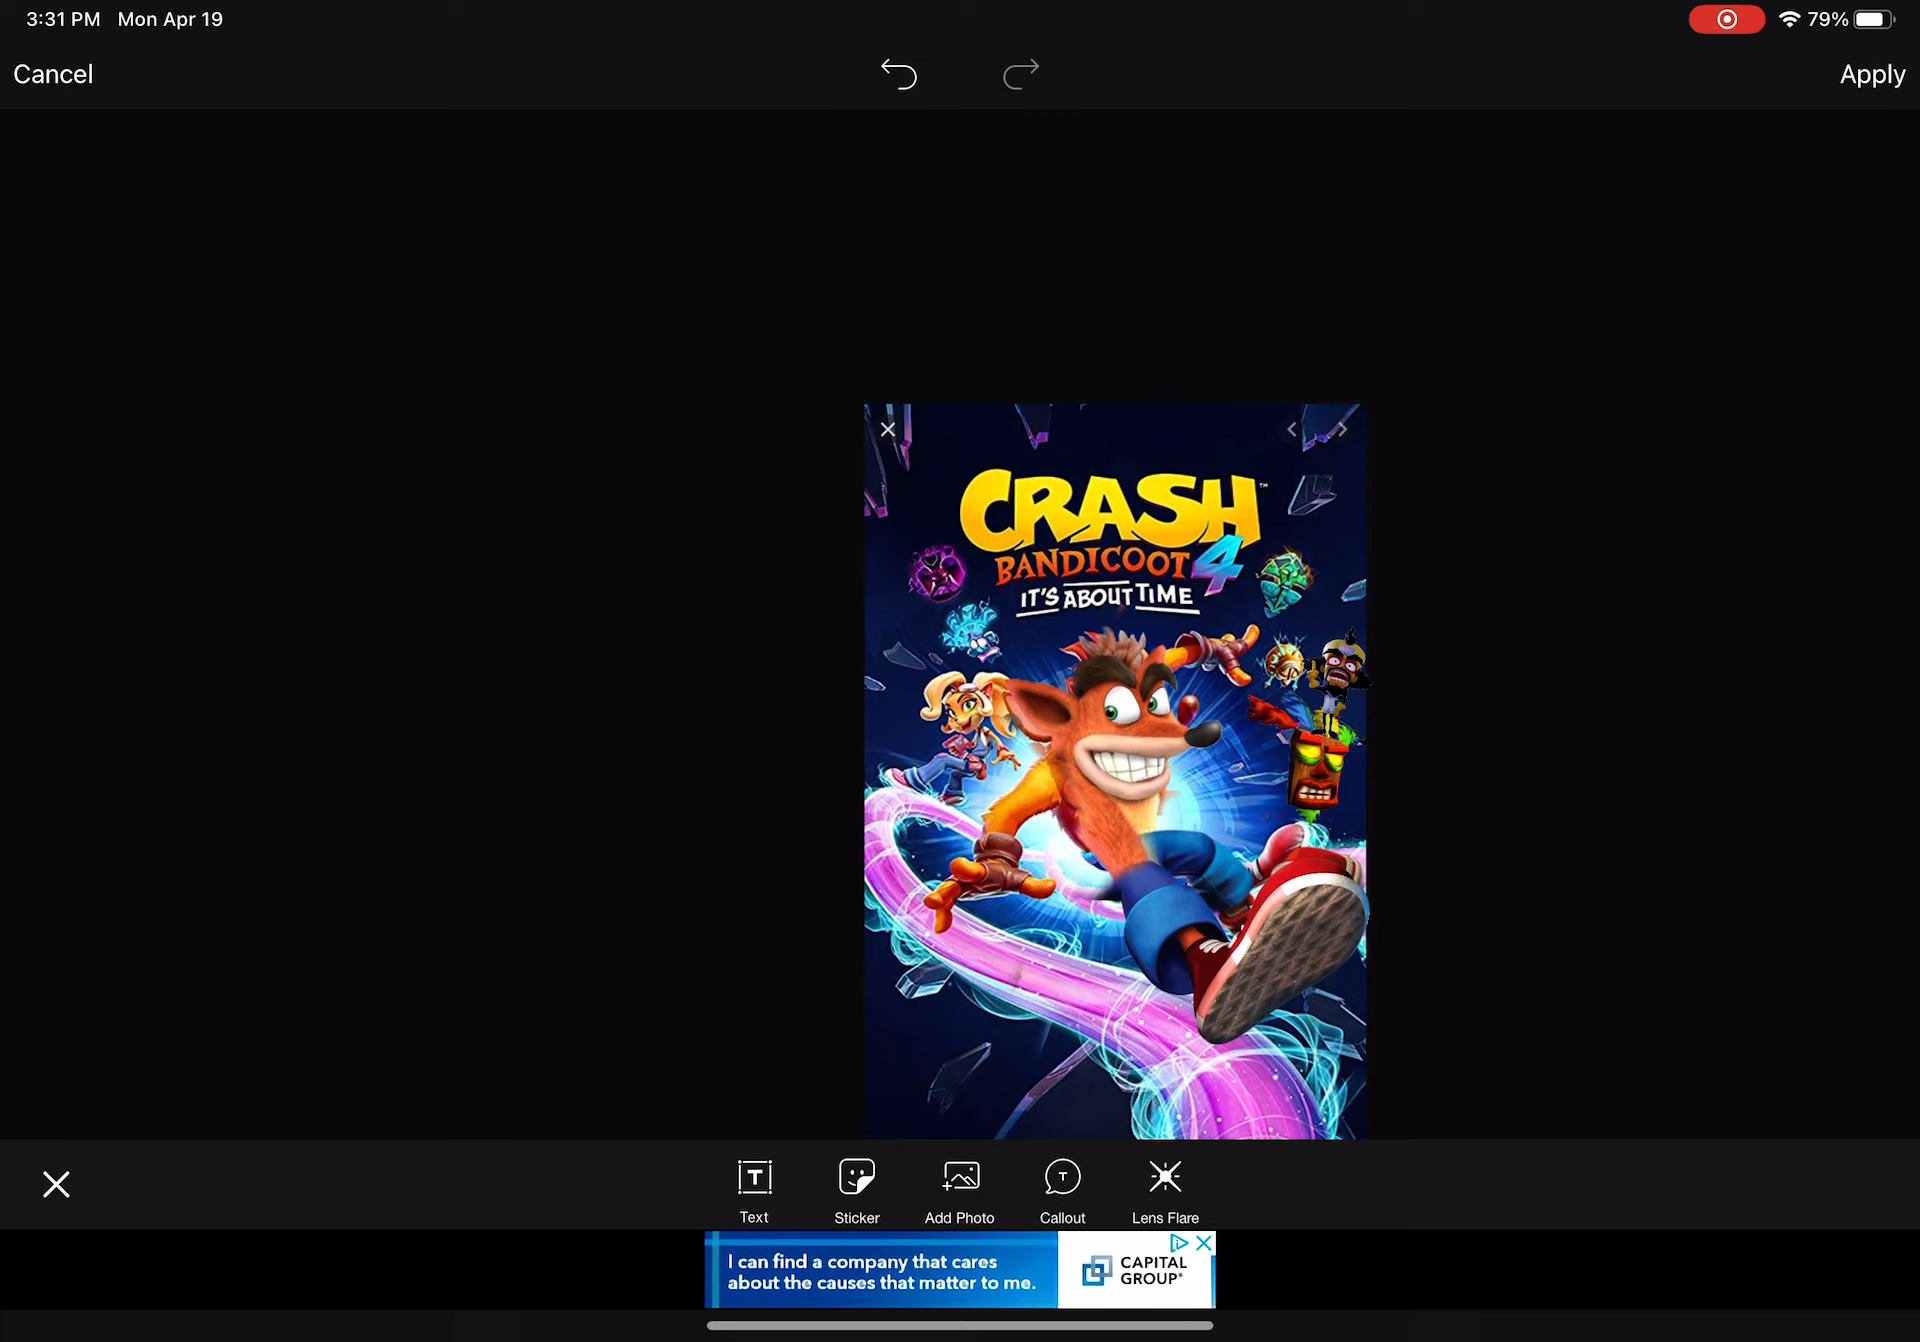 3:31 PM Mon Apr 19
79%
Cancel
Apply
CRASH™
BANDICOOT 4
IT'S ABOUT TIME
T
T
Text
Sticker
Add Photo
Callout
Lens Flare
I can find a company that cares
about the causes that matter to me.
CAPITAL
GROUP®